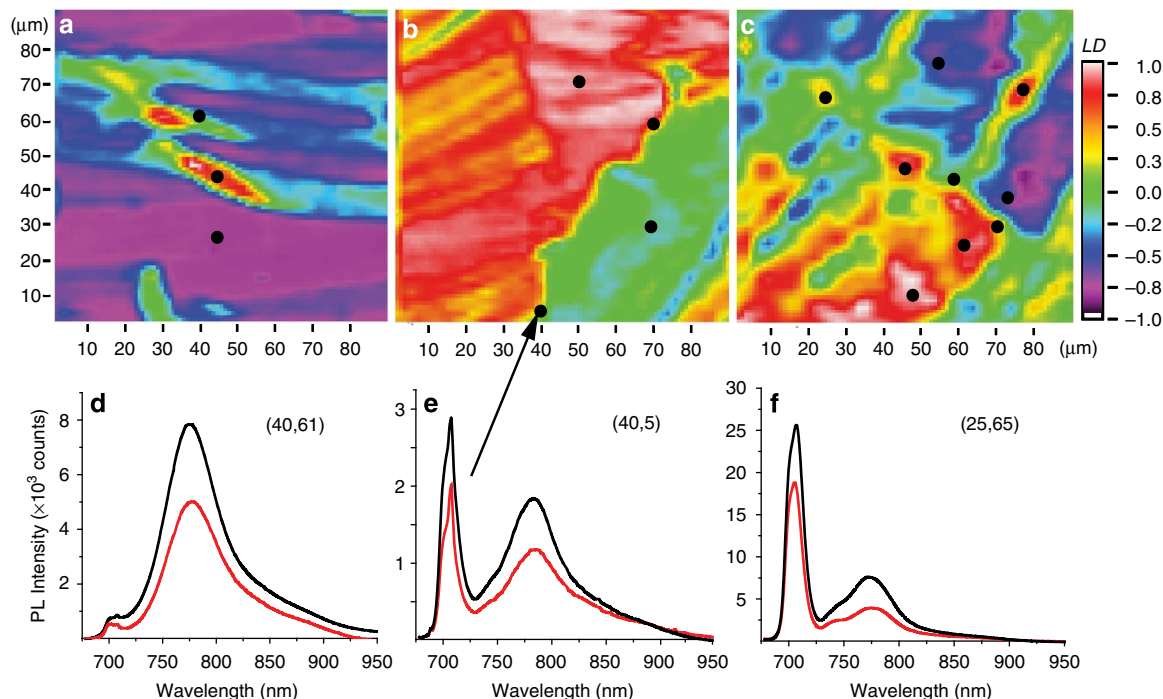 (μm)
a
b
c
LD
80
70
60
50
40
30
20
10
1.0
0.8
0.5
0.3
0.0
−0.2
−0.5
−0.8
−1.0
10 20 30 40 50 60 70 80
10 20 30 40 50 60 70 80
10 20 30 40 50 60 70 80 (μm)
d
(40,61)
8
6
4
2
PL Intensity (×10³ counts)
700 750 800 850 900 950
Wavelength (nm)
e
(40,5)
3
2
1
0
700 750 800 850 900 950
Wavelength (nm)
f
(25,65)
30
25
20
15
10
5
700 750 800 850 900 950
Wavelength (nm)